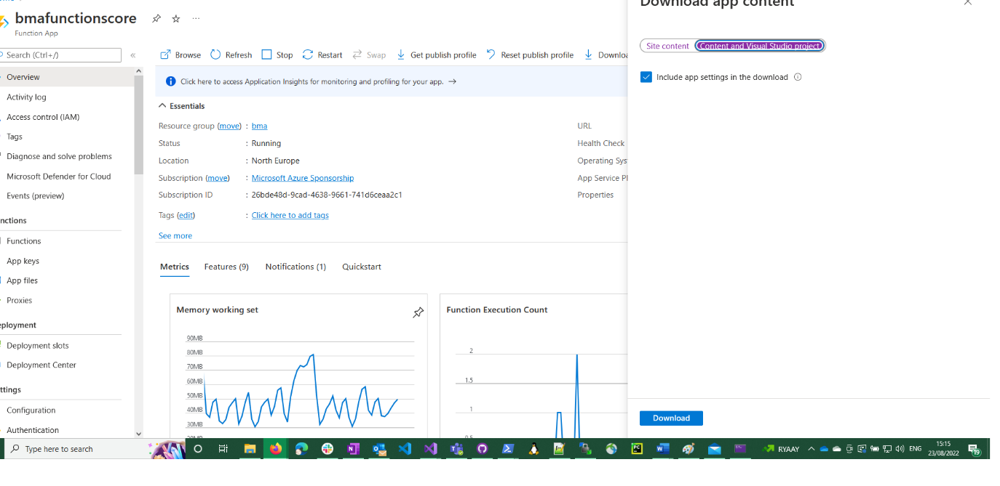 bmafunctionscore
Function App
Search (Ctrl+/)
«
Overview
Activity log
Access control (IAM)
Tags
Diagnose and solve problems
Microsoft Defender for Cloud
Events (preview)
nctions
Functions
App keys
App files
Proxies
eployment
Deployment slots
Deployment Center
ttings
Configuration
Authentication
Browse Refresh Stop Restart Swap Get publish profile Reset publish profile Downloa
Click here to access Application Insights for monitoring and profiling for your app. →
Essentials
Resource group (move) : bma
Status : Running
Location : North Europe
Subscription (move) : Microsoft Azure Sponsorship
Subscription ID : 26bde48d-9cad-4638-9661-741d6ceaa2c1
Tags (edit) : Click here to add tags
See more
URL
Health Check
Operating Sys
App Service Pl
Properties
Metrics Features (9) Notifications (1) Quickstart
Memory working set
90MB
80MB
70MB
60MB
50MB
40MB
30MB
20MB
Function Execution Count
2
1.5
1
0.5
Download app content
Site content Content and Visual Studio project
Include app settings in the download
Download
Type here to search
RYAAY
ENG
15:15
23/08/2022
19